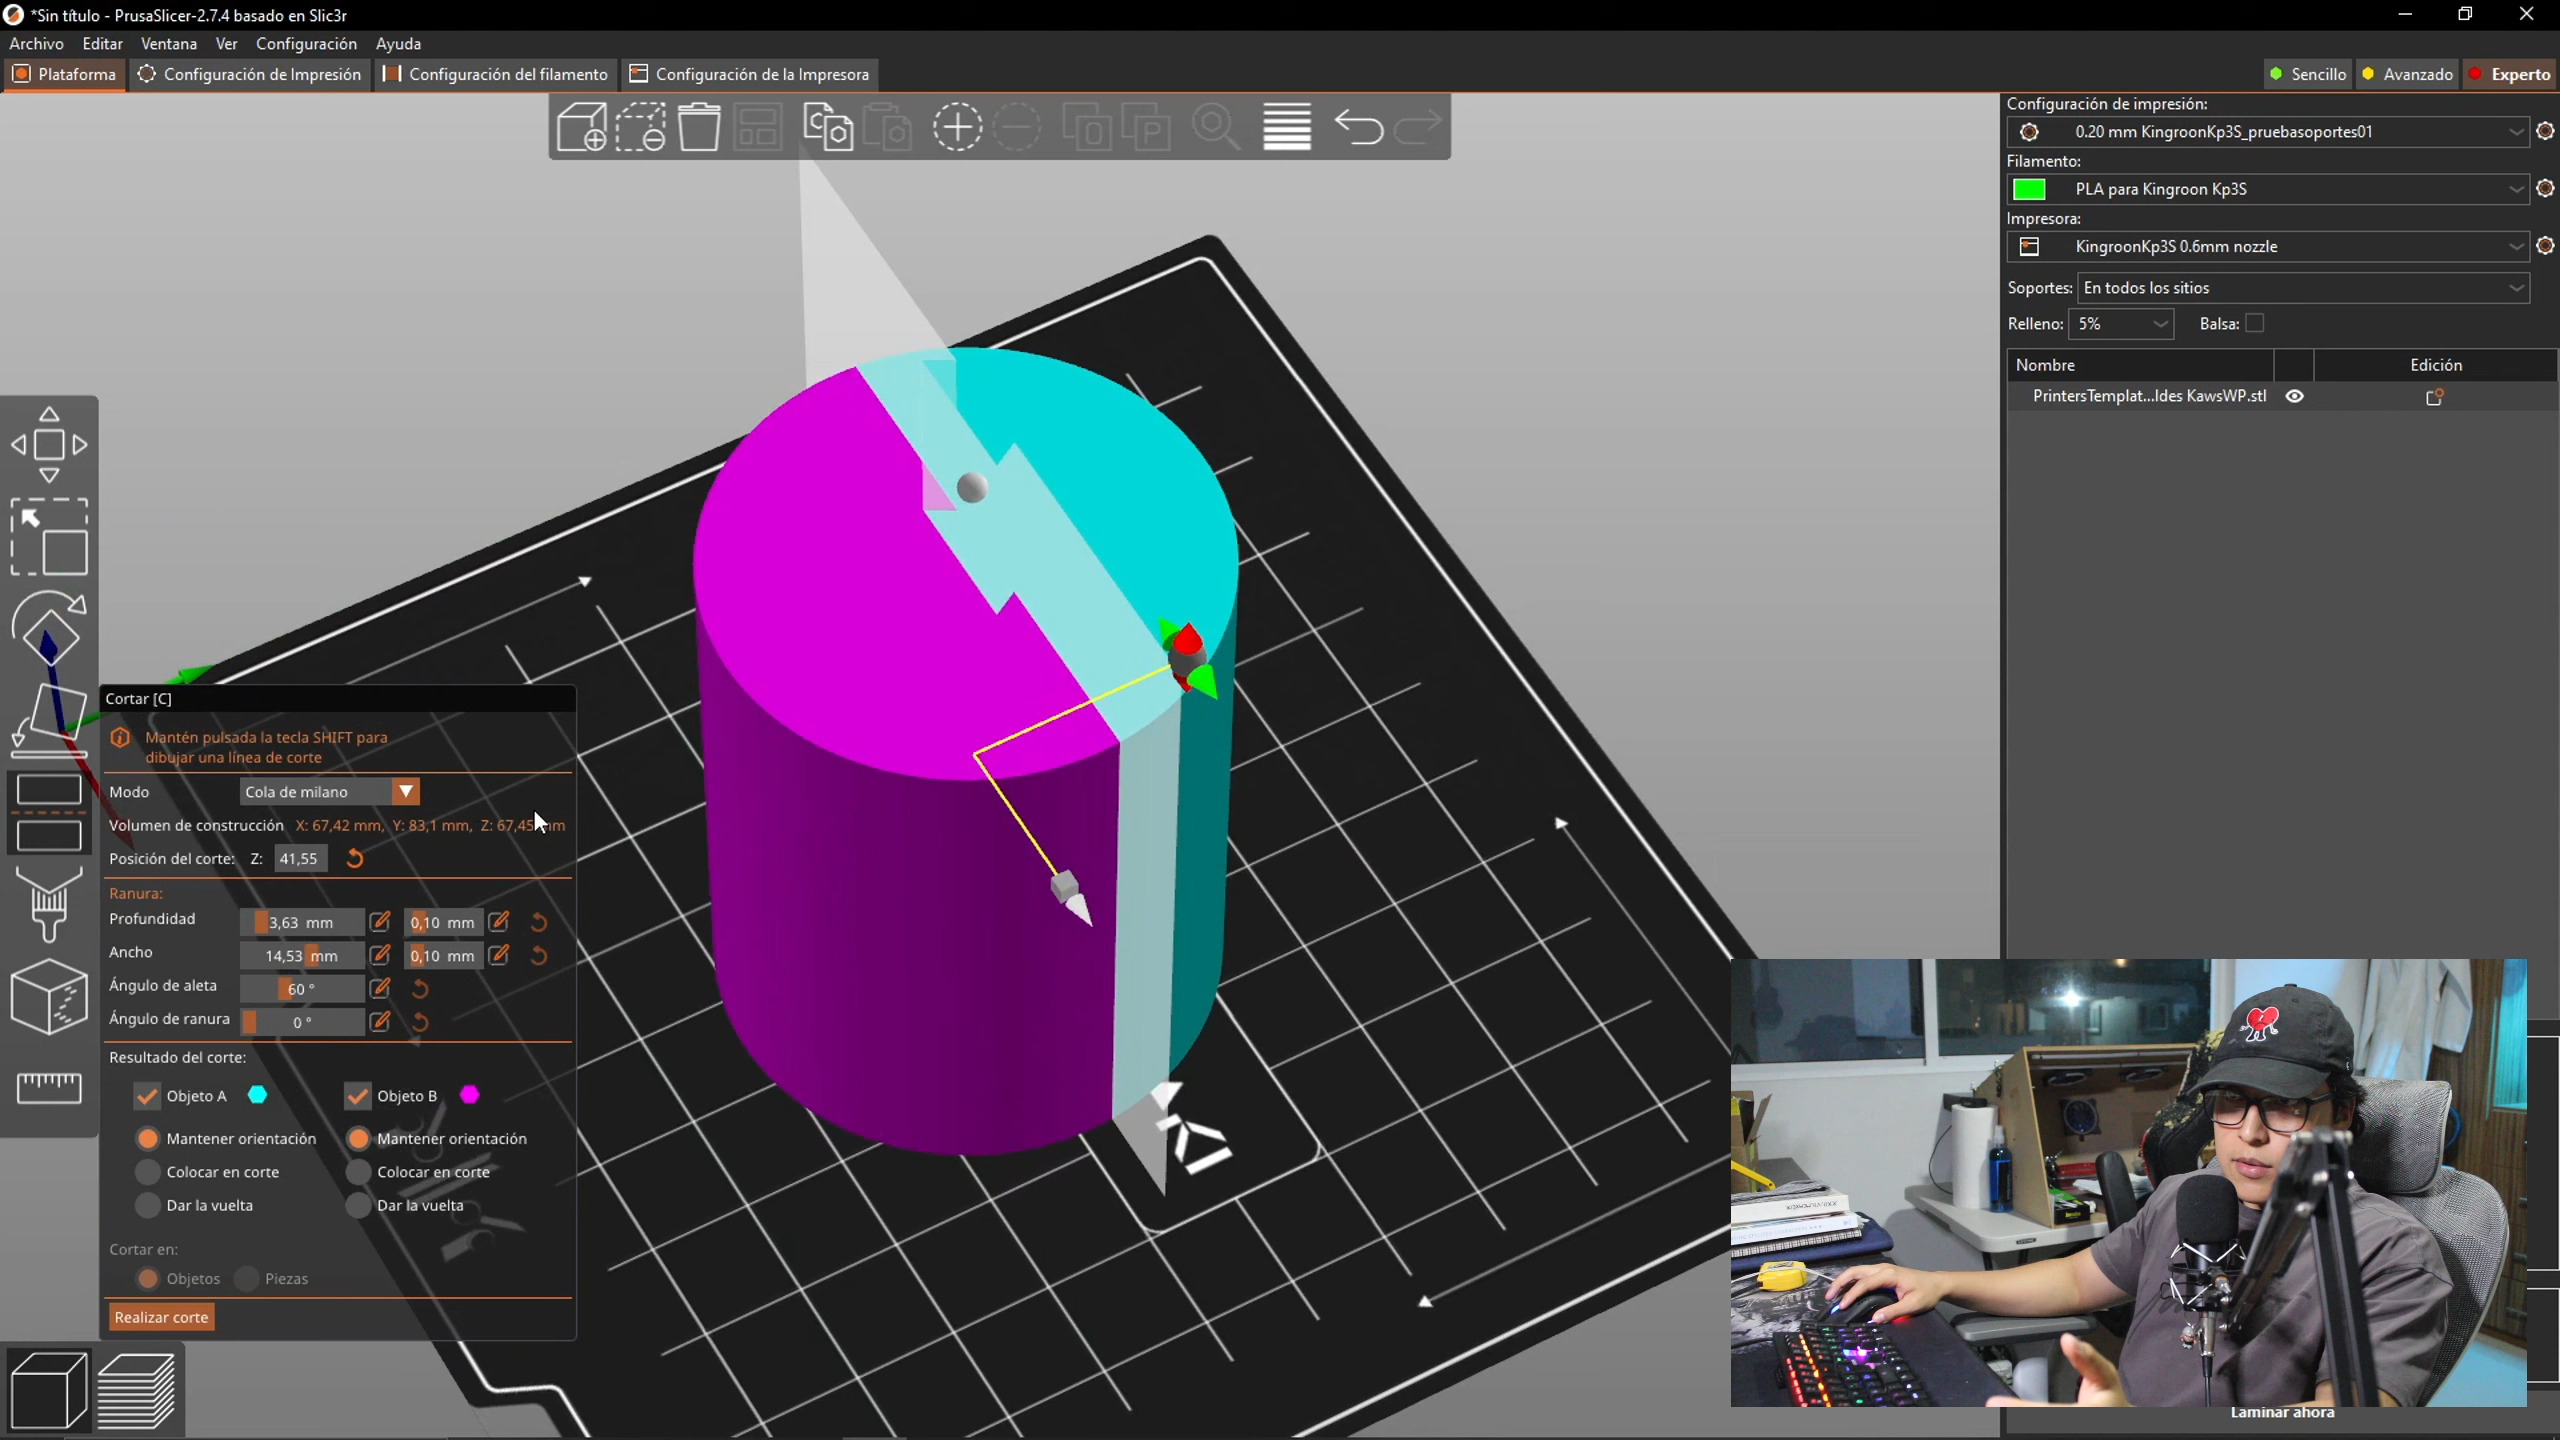 *Sin título - PrusaSlicer-2.7.4 basado en Slic3r
Archivo Editar Ventana Ver Configuración Ayuda
Plataforma Configuración de Impresión Configuración del filamento Configuración de la Impresora Sencillo Avanzado Experto
Configuración de impresión:
0.20 mm KingroonKp3S_pruebasoportes01
Filamento:
PLA para Kingroon Kp3S
Impresora:
KingroonKp3S 0.6mm nozzle
Soportes: En todos los sitios
Relleno: 5% Balsa:
Nombre Edición
PrintersTemplat...Ides KawsWP.stl
Cortar [C]
Mantén pulsada la tecla SHIFT para
dibujar una línea de corte
Modo Cola de milano
Volumen de construcción X: 67,42 mm, Y: 83,1 mm, Z: 67,45 mm
Posición del corte: Z: 41,55
Ranura:
Profundidad 3,63 mm 0,10 mm
Ancho 14,53 mm 0,10 mm
Ángulo de aleta 60 °
Ángulo de ranura 0 °
Resultado del corte:
Objeto A Objeto B
Mantener orientación Mantener orientación
Colocar en corte Colocar en corte
Dar la vuelta Dar la vuelta
Cortar en:
Objetos Piezas
Realizar corte
Laminar ahora